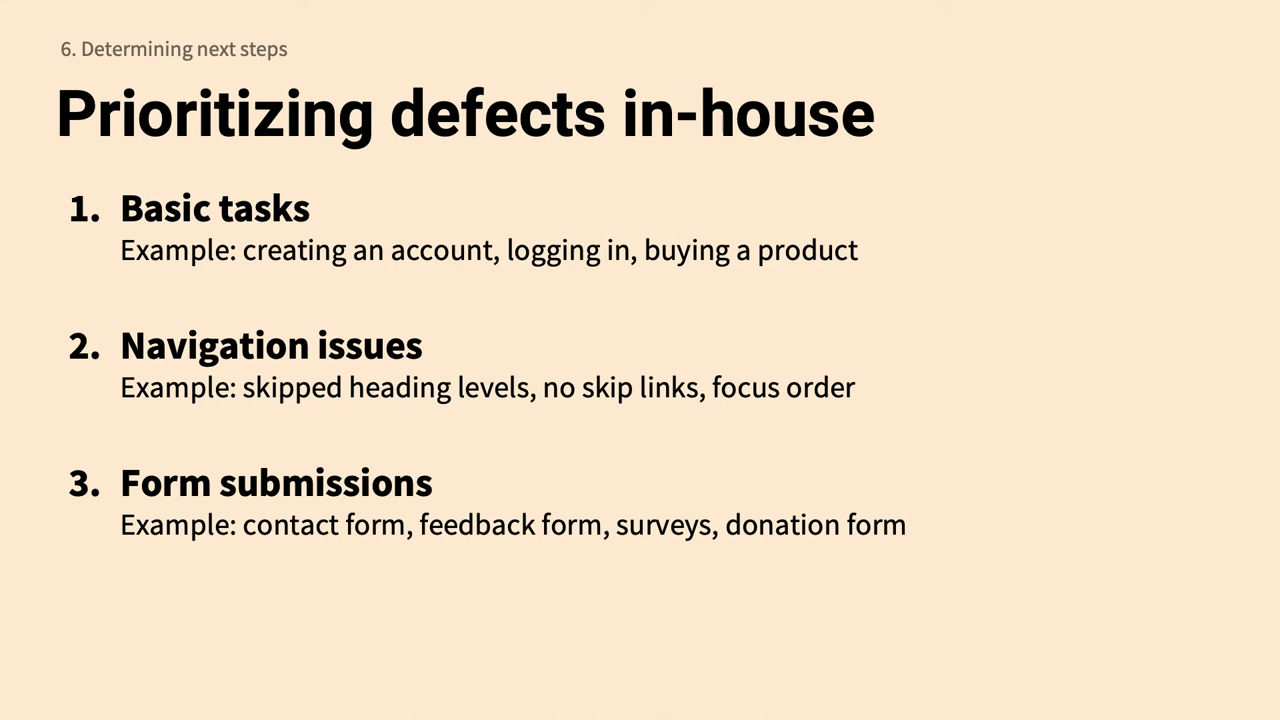 6. Determining next steps
Prioritizing defects in-house
1. Basic tasks
Example: creating an account, logging in, buying a product
2. Navigation issues
Example: skipped heading levels, no skip links, focus order
3. Form submissions
Example: contact form, feedback form, surveys, donation form